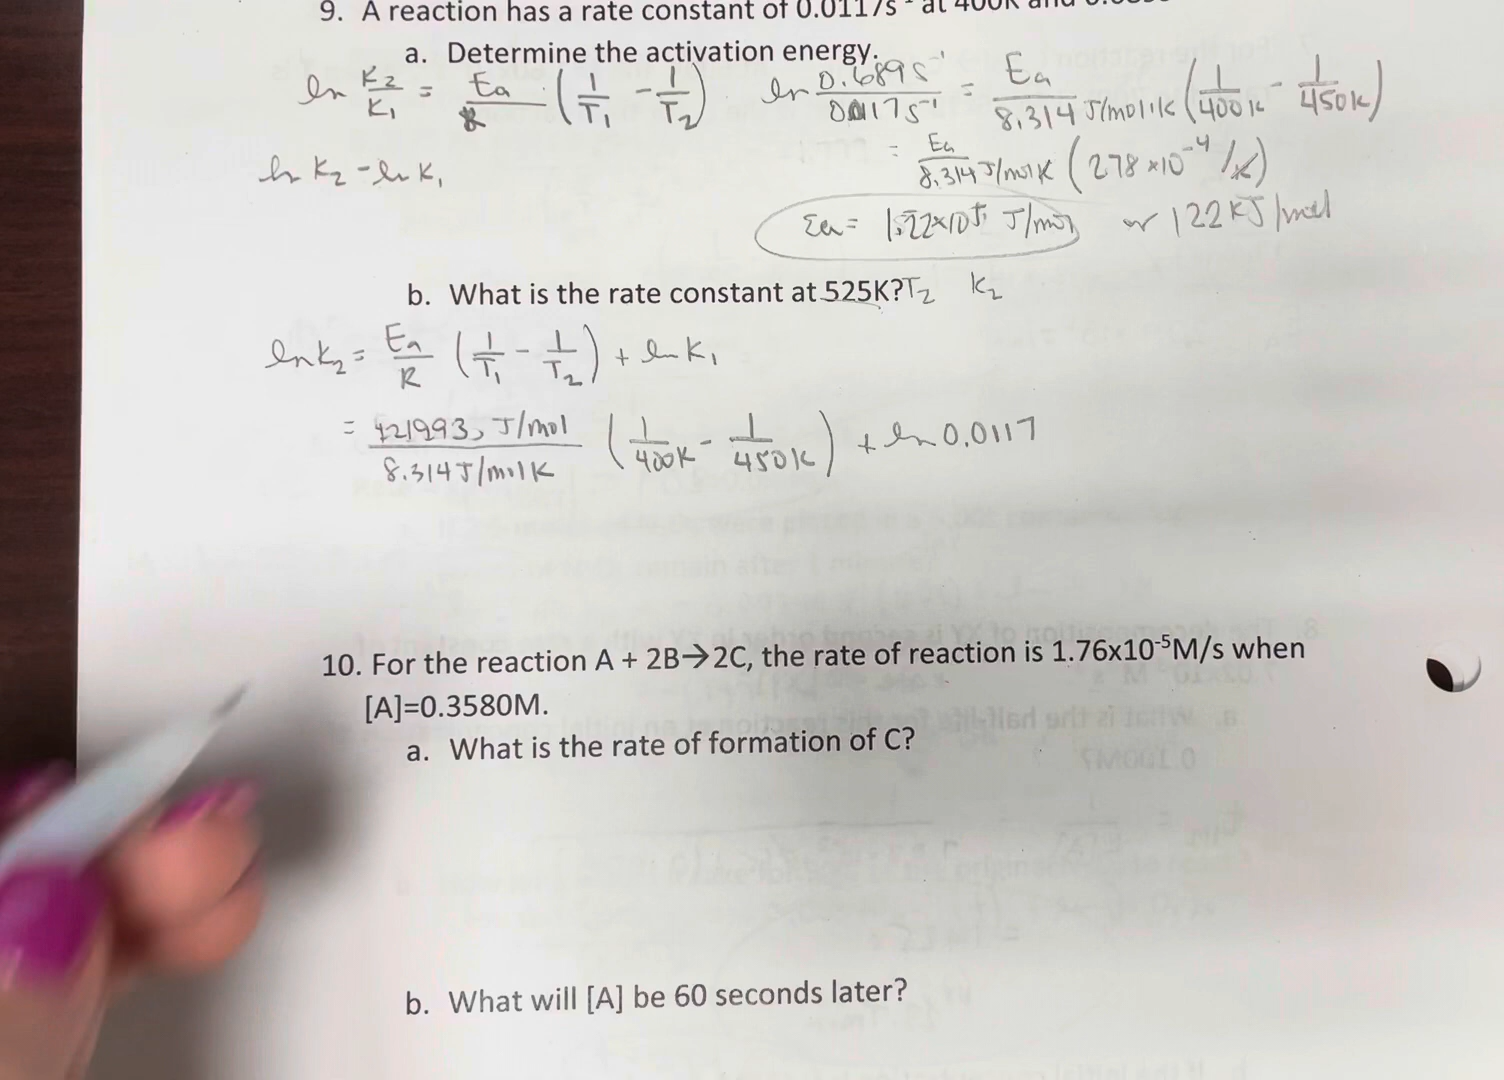 9. A reaction has a rate constant of 0.0117s⁻¹ at 400K and
a. Determine the activation energy.
ln K₂/K₁ = Ea/R (1/T₁ - 1/T₂) ln 0.689s⁻¹/0.0117s⁻¹ = Ea/8.314 J/mol·K (1/400K - 1/450K)
ln K₂ - ln K₁
= Ea/8.314 J/mol K (2.78 x10⁻⁴ /K)
Ea = 1.22x10⁵ J/mol or 122 kJ/mol
b. What is the rate constant at 525K? T₂ K₂
ln K₂ = Ea/R (1/T₁ - 1/T₂) + ln K₁
= 121993, J/mol / 8.314 J/mol K (1/400K - 1/450K) + ln 0.0117
10. For the reaction A + 2B→2C, the rate of reaction is 1.76x10⁻⁵M/s when
[A]=0.3580M.
a. What is the rate of formation of C?
b. What will [A] be 60 seconds later?